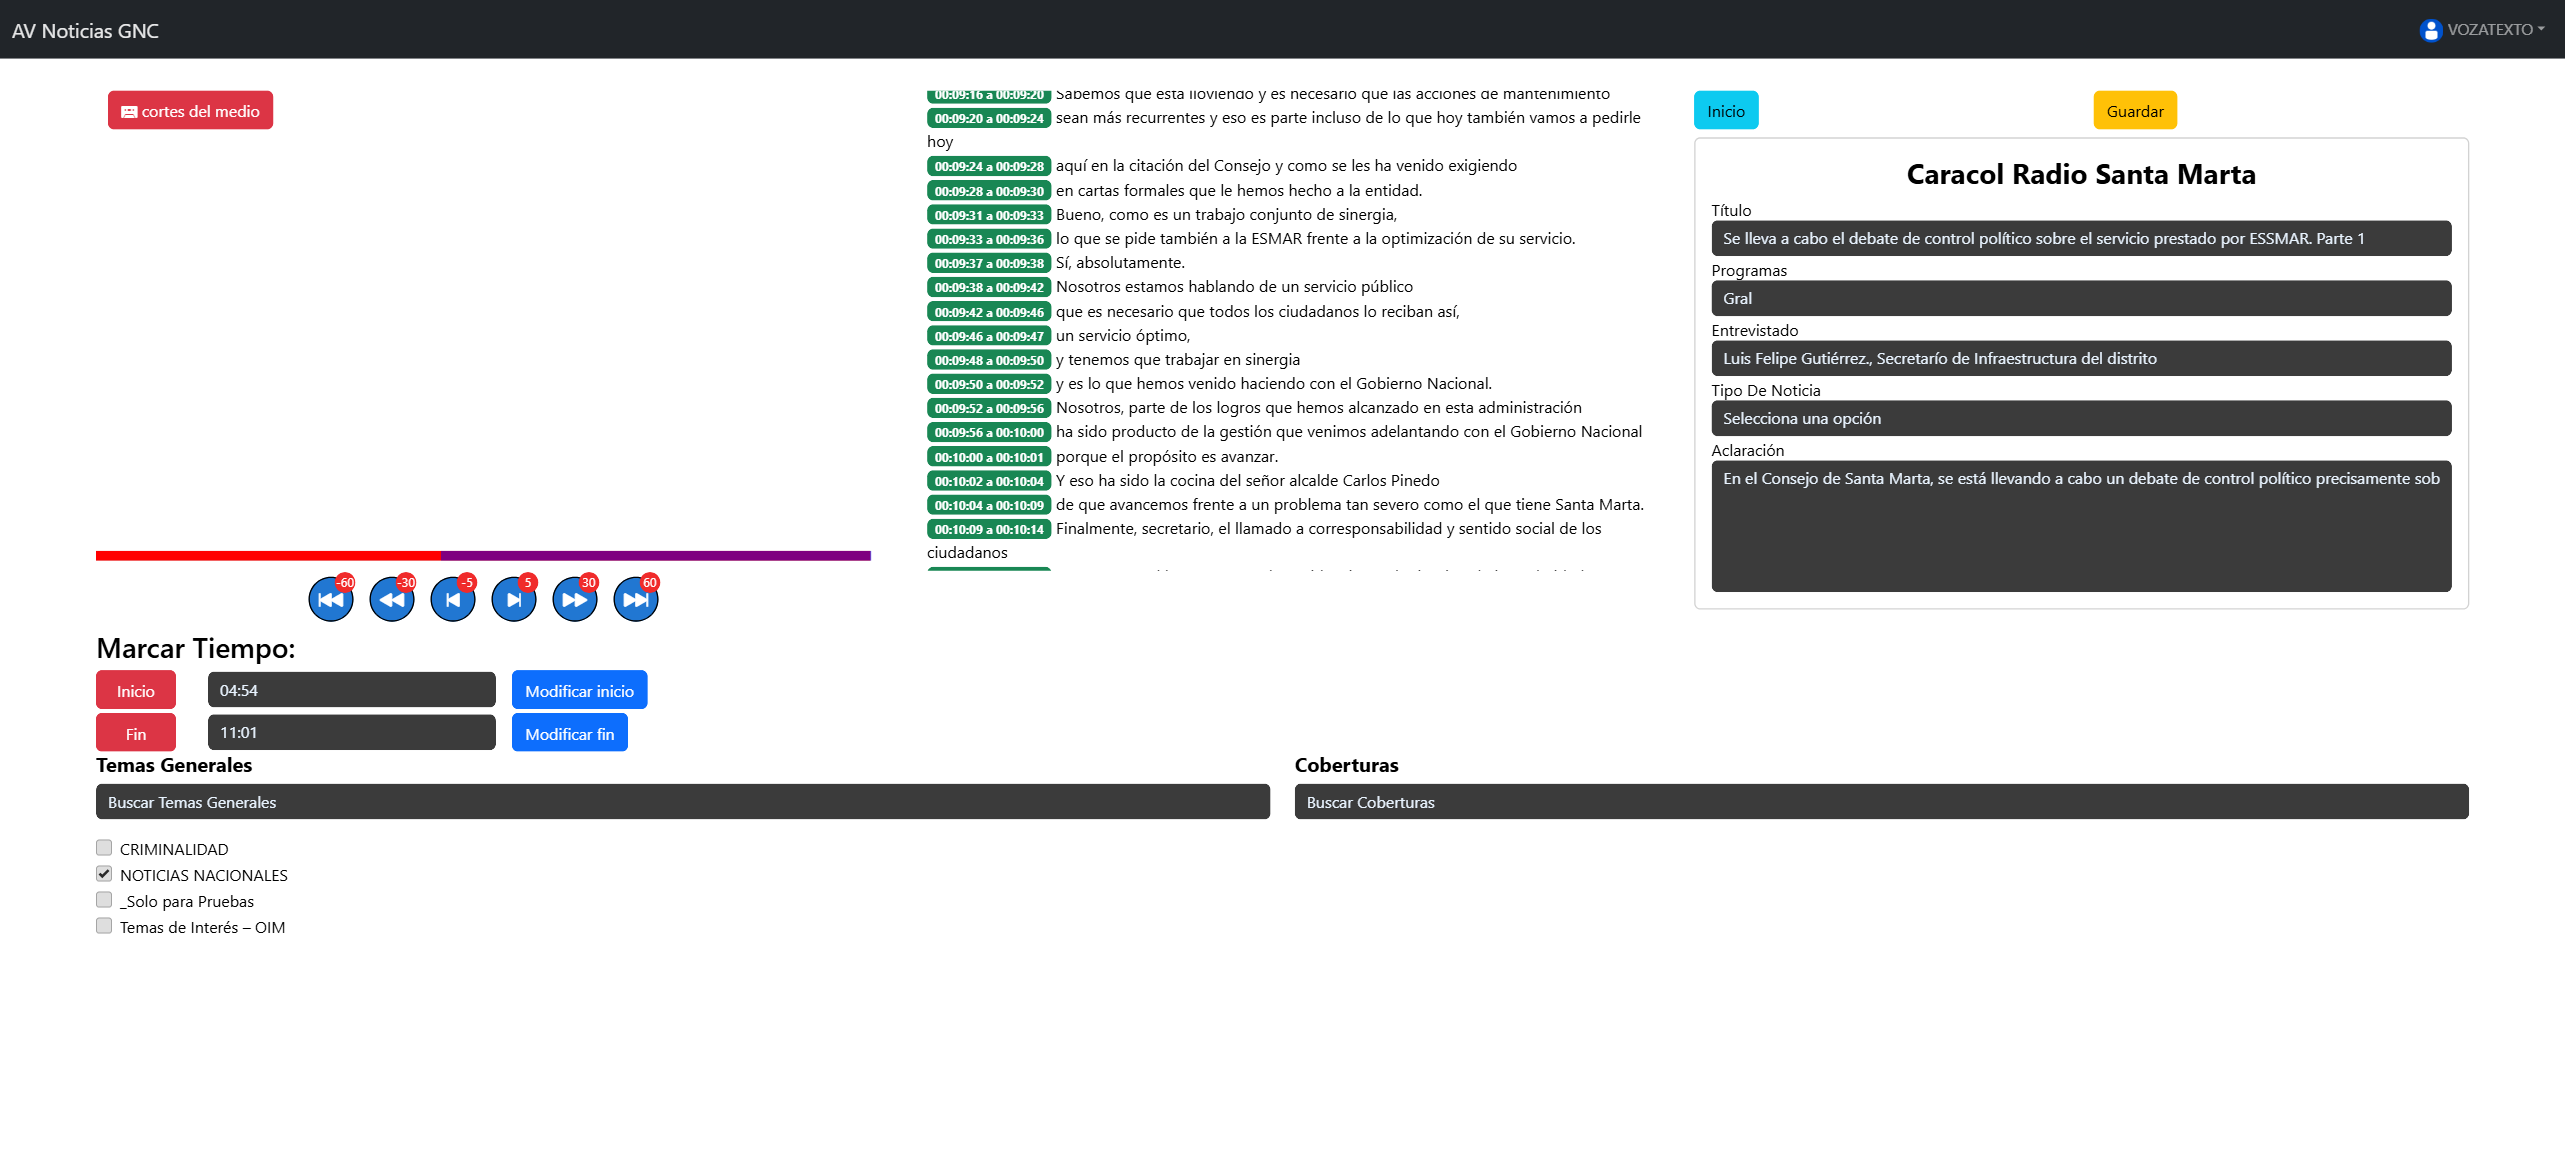 AV Noticias GNC
VOZATEXTO
cortes del medio
-60
-30
-5
5
30
60
Marcar Tiempo:
Inicio
04:54
Modificar inicio
Fin
11:01
Modificar fin
00:09:16 a 00:09:20 Sabemos que está lloviendo y es necesario que las acciones de mantenimiento
00:09:20 a 00:09:24 sean más recurrentes y eso es parte incluso de lo que hoy también vamos a pedirle
hoy
00:09:24 a 00:09:28 aquí en la citación del Consejo y como se les ha venido exigiendo
00:09:28 a 00:09:30 en cartas formales que le hemos hecho a la entidad.
00:09:31 a 00:09:33 Bueno, como es un trabajo conjunto de sinergia,
00:09:33 a 00:09:36 lo que se pide también a la ESMAR frente a la optimización de su servicio.
00:09:37 a 00:09:38 Sí, absolutamente.
00:09:38 a 00:09:42 Nosotros estamos hablando de un servicio público
00:09:42 a 00:09:46 que es necesario que todos los ciudadanos lo reciban así,
00:09:46 a 00:09:47 un servicio óptimo,
00:09:48 a 00:09:50 y tenemos que trabajar en sinergia
00:09:50 a 00:09:52 y es lo que hemos venido haciendo con el Gobierno Nacional.
00:09:52 a 00:09:56 Nosotros, parte de los logros que hemos alcanzado en esta administración
00:09:56 a 00:10:00 ha sido producto de la gestión que venimos adelantando con el Gobierno Nacional
00:10:00 a 00:10:01 porque el propósito es avanzar.
00:10:02 a 00:10:04 Y eso ha sido la cocina del señor alcalde Carlos Pinedo
00:10:04 a 00:10:09 de que avancemos frente a un problema tan severo como el que tiene Santa Marta.
00:10:09 a 00:10:14 Finalmente, secretario, el llamado a corresponsabilidad y sentido social de los
ciudadanos
Inicio
Guardar
Caracol Radio Santa Marta
Título
Se lleva a cabo el debate de control político sobre el servicio prestado por ESSMAR. Parte 1
Programas
Gral
Entrevistado
Luis Felipe Gutiérrez., Secretarío de Infraestructura del distrito
Tipo De Noticia
Selecciona una opción
Aclaración
En el Consejo de Santa Marta, se está llevando a cabo un debate de control político precisamente sob
Temas Generales
Buscar Temas Generales
CRIMINALIDAD
NOTICIAS NACIONALES
_Solo para Pruebas
Temas de Interés – OIM
Coberturas
Buscar Coberturas